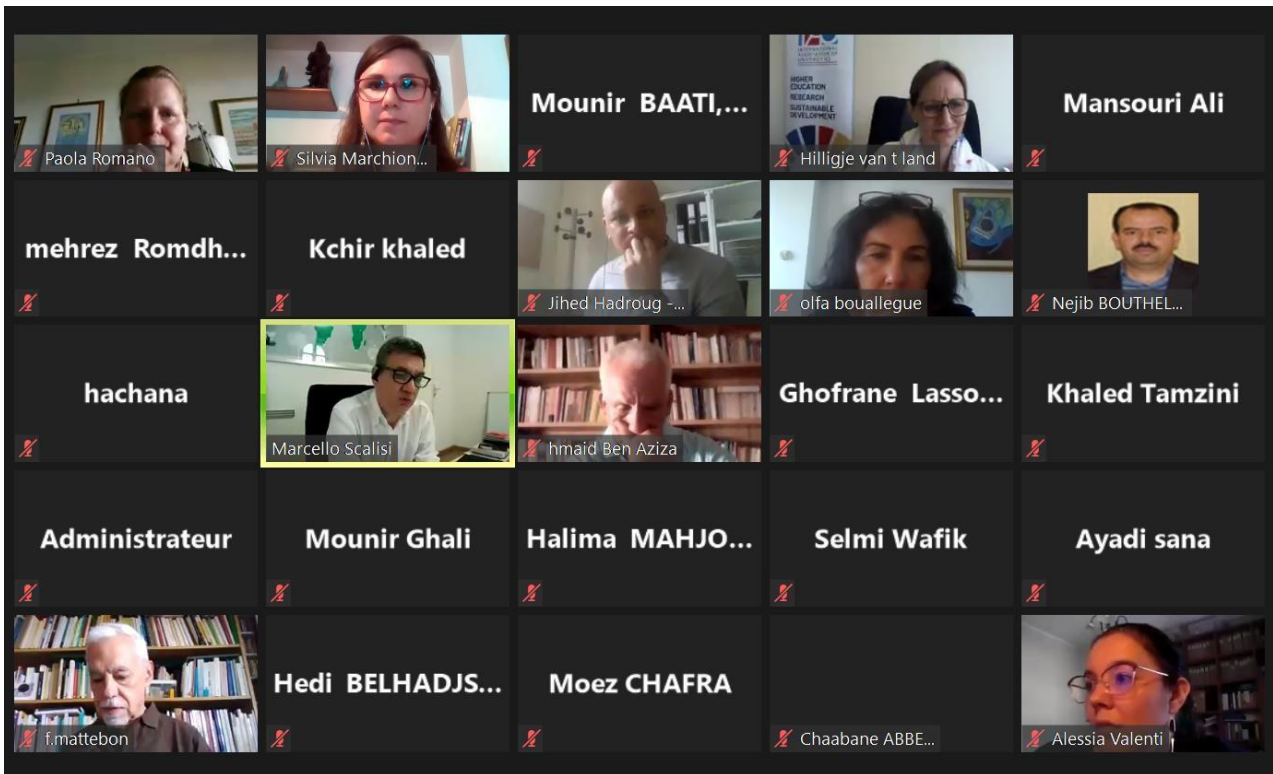 INTERNATIONAL
HIGHER
EDUCATION
RESEARCH
SUSTAINABLE
DEVELOPMENT
Paola Romano
Silvia Marchion...
Mounir BAATI,...
Hilligje van t land
Mansouri Ali
mehrez Romdh...
Kchir khaled
Jihed Hadroug -...
olfa bouallegue
Nejib BOUTHEL...
hachana
Marcello Scalisi
hmaid Ben Aziza
Ghofrane Lasso...
Khaled Tamzini
Administrateur
Mounir Ghali
Halima MAHJO...
Selmi Wafik
Ayadi sana
f.mattebon
Hedi BELHADJS...
Moez CHAFRA
Chaabane ABBE...
Alessia Valenti